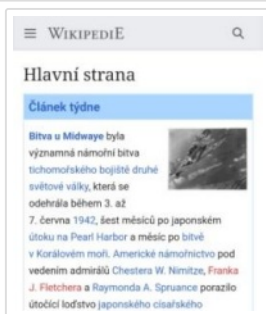 WIKIPEDIE
Hlavní strana
Článek týdne
Bitva u Midwaye byla
významná námořní bitva
tichomořského bojiště druhé
světové války, která se
odehrála během 3. až
7. června 1942, šest měsíců po japonském
útoku na Pearl Harbor a měsíc po bitvě
v Korálovém moři. Americké námořnictvo pod
vedením admirálů Chestera W. Nimitze, Franka
J. Fletchera a Raymonda A. Spruance porazilo
útočící loďstvo japonského císařského